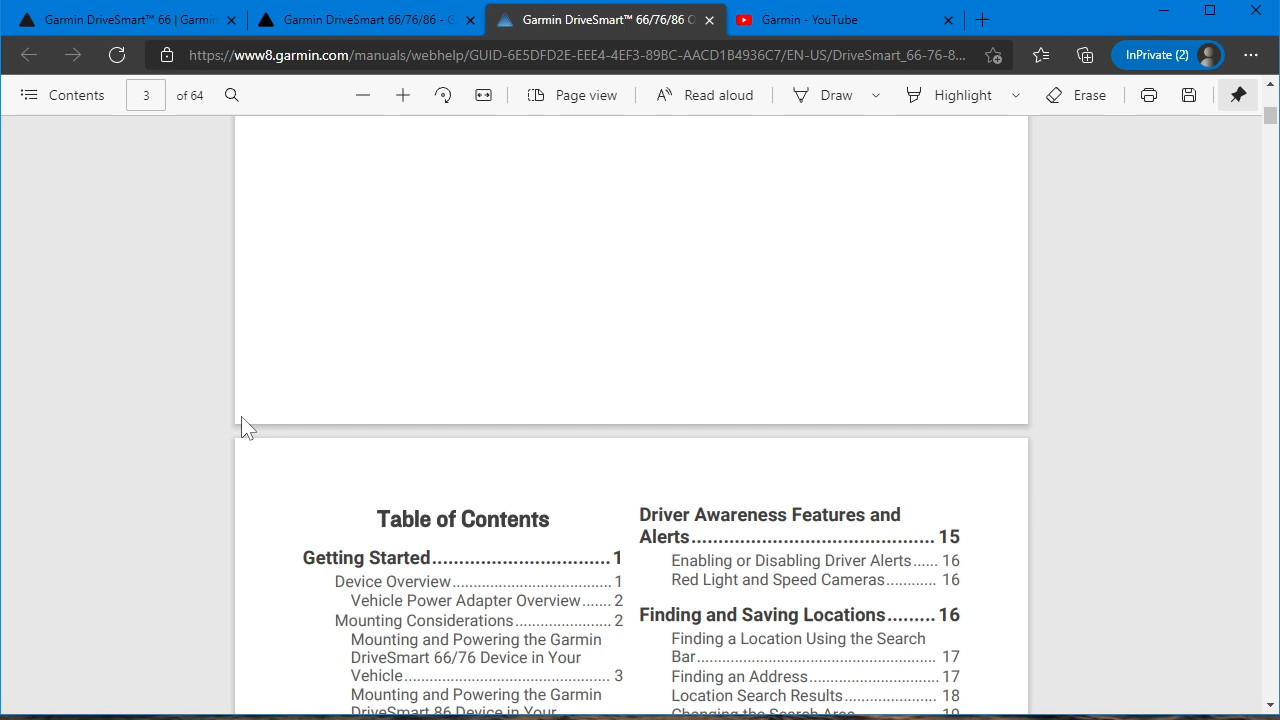 Garmin DriveSmart™ 66 | Garmin
Garmin DriveSmart 66/76/86 - G
Garmin DriveSmart™ 66/76/86 O
Garmin - YouTube
https://www8.garmin.com/manuals/webhelp/GUID-6E5DFD2E-EEE4-4EF3-89BC-AACD1B4936C7/EN-US/DriveSmart_66-76-8...
InPrivate (2)
Contents
3
of 64
Page view
Read aloud
Draw
Highlight
Erase
Table of Contents
Getting Started.................................1
Device Overview.................................1
Vehicle Power Adapter Overview.......2
Mounting Considerations.....................2
Mounting and Powering the Garmin
DriveSmart 66/76 Device in Your
Vehicle..............................................3
Mounting and Powering the Garmin
DriveSmart 86 Device in Your
Driver Awareness Features and
Alerts............................................15
Enabling or Disabling Driver Alerts......16
Red Light and Speed Cameras............16
Finding and Saving Locations.........16
Finding a Location Using the Search
Bar.....................................................17
Finding an Address..............................17
Location Search Results......................18
Changing the Search Area